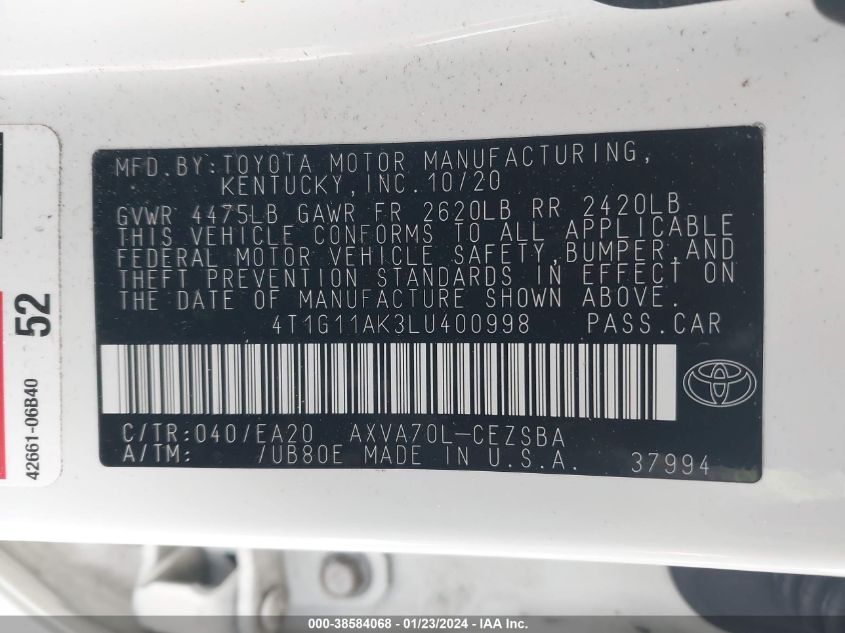 MFD.BY:TOYOTA MOTOR MANUFACTURING,
KENTUCKY,INC.10/20
GVWR 4475LB GAWR FR 2620LB RR 2420LB
THIS VEHICLE CONFORMS TO ALL APPLICABLE
FEDERAL MOTOR VEHICLE SAFETY,BUMPER,AND
THEFT PREVENTION STANDARDS IN EFFECT ON
THE DATE OF MANUFACTURE SHOWN ABOVE.
4T1G11AK3LU400998 PASS.CAR
C/TR:040/EA20 AXVA70L-CEZSBA
A/TM: /UB80E MADE IN U.S.A. 37994
52
42661-06B40
000-38584068 - 01/23/2024 - IAA Inc.